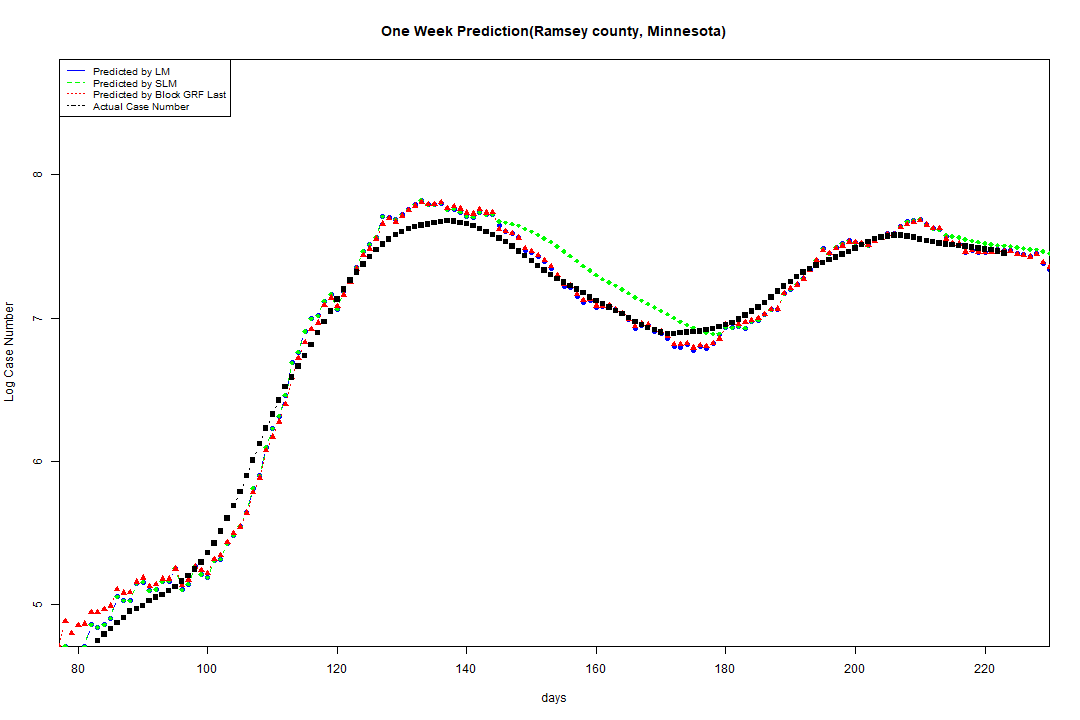 One Week Prediction(Ramsey county, Minnesota)
Predicted by LM
Predicted by SLM
Predicted by Block GRF Last
Actual Case Number
8
7
6
5
Log Case Number
80 100 120 140 160 180 200 220
days